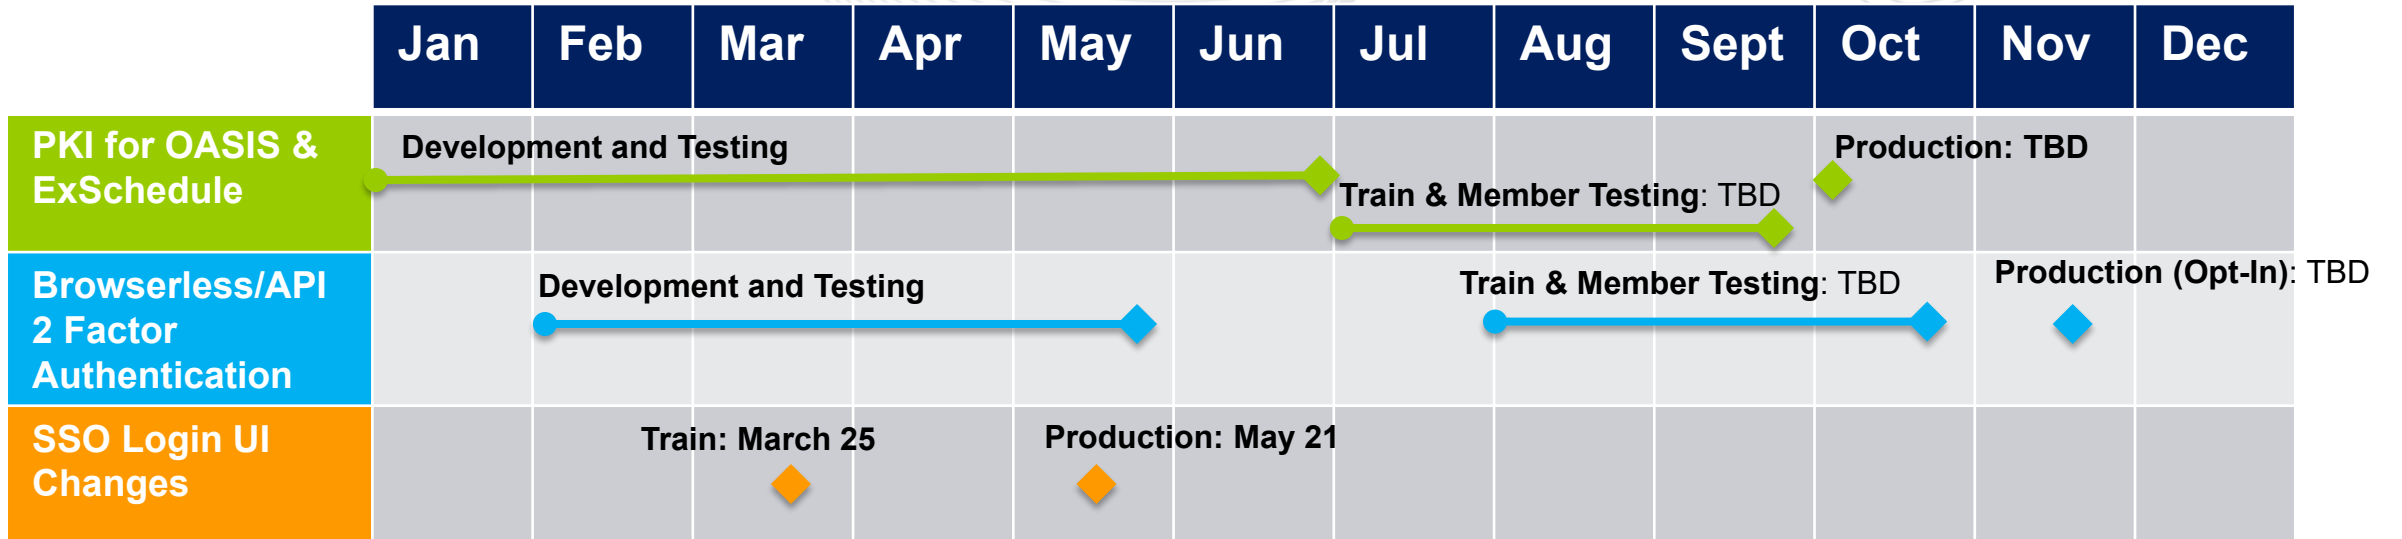 Jan Feb Mar Apr May Jun Jul Aug Sept Oct Nov Dec
PKI for OASIS &
ExSchedule
Development and Testing
Train & Member Testing: TBD
Production: TBD
Browserless/API
2 Factor
Authentication
Development and Testing
Train & Member Testing: TBD
Production (Opt-In): TBD
SSO Login UI
Changes
Train: March 25
Production: May 21